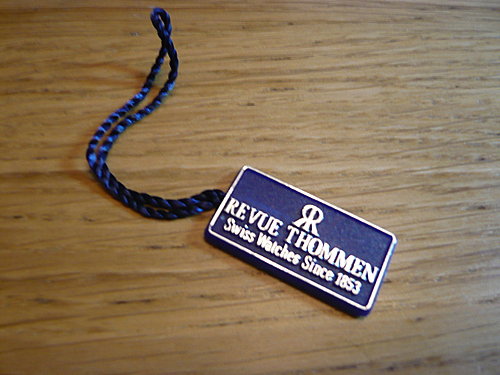 RR
REVUE THOMMEN
Swiss Watches Since 1853